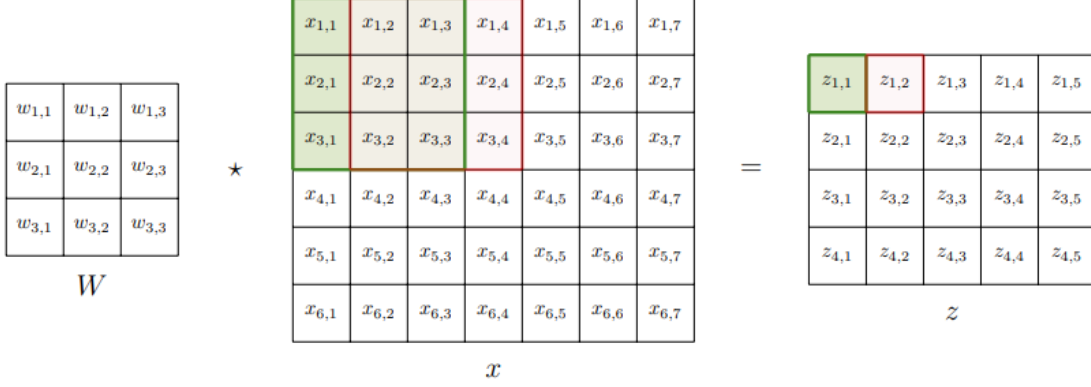 w1,1 w1,2 w1,3
w2,1 w2,2 w2,3
w3,1 w3,2 w3,3
W
⋆
x1,1 x1,2 x1,3 x1,4 x1,5 x1,6 x1,7
x2,1 x2,2 x2,3 x2,4 x2,5 x2,6 x2,7
x3,1 x3,2 x3,3 x3,4 x3,5 x3,6 x3,7
x4,1 x4,2 x4,3 x4,4 x4,5 x4,6 x4,7
x5,1 x5,2 x5,3 x5,4 x5,5 x5,6 x5,7
x6,1 x6,2 x6,3 x6,4 x6,5 x6,6 x6,7
x
=
z1,1 z1,2 z1,3 z1,4 z1,5
z2,1 z2,2 z2,3 z2,4 z2,5
z3,1 z3,2 z3,3 z3,4 z3,5
z4,1 z4,2 z4,3 z4,4 z4,5
z